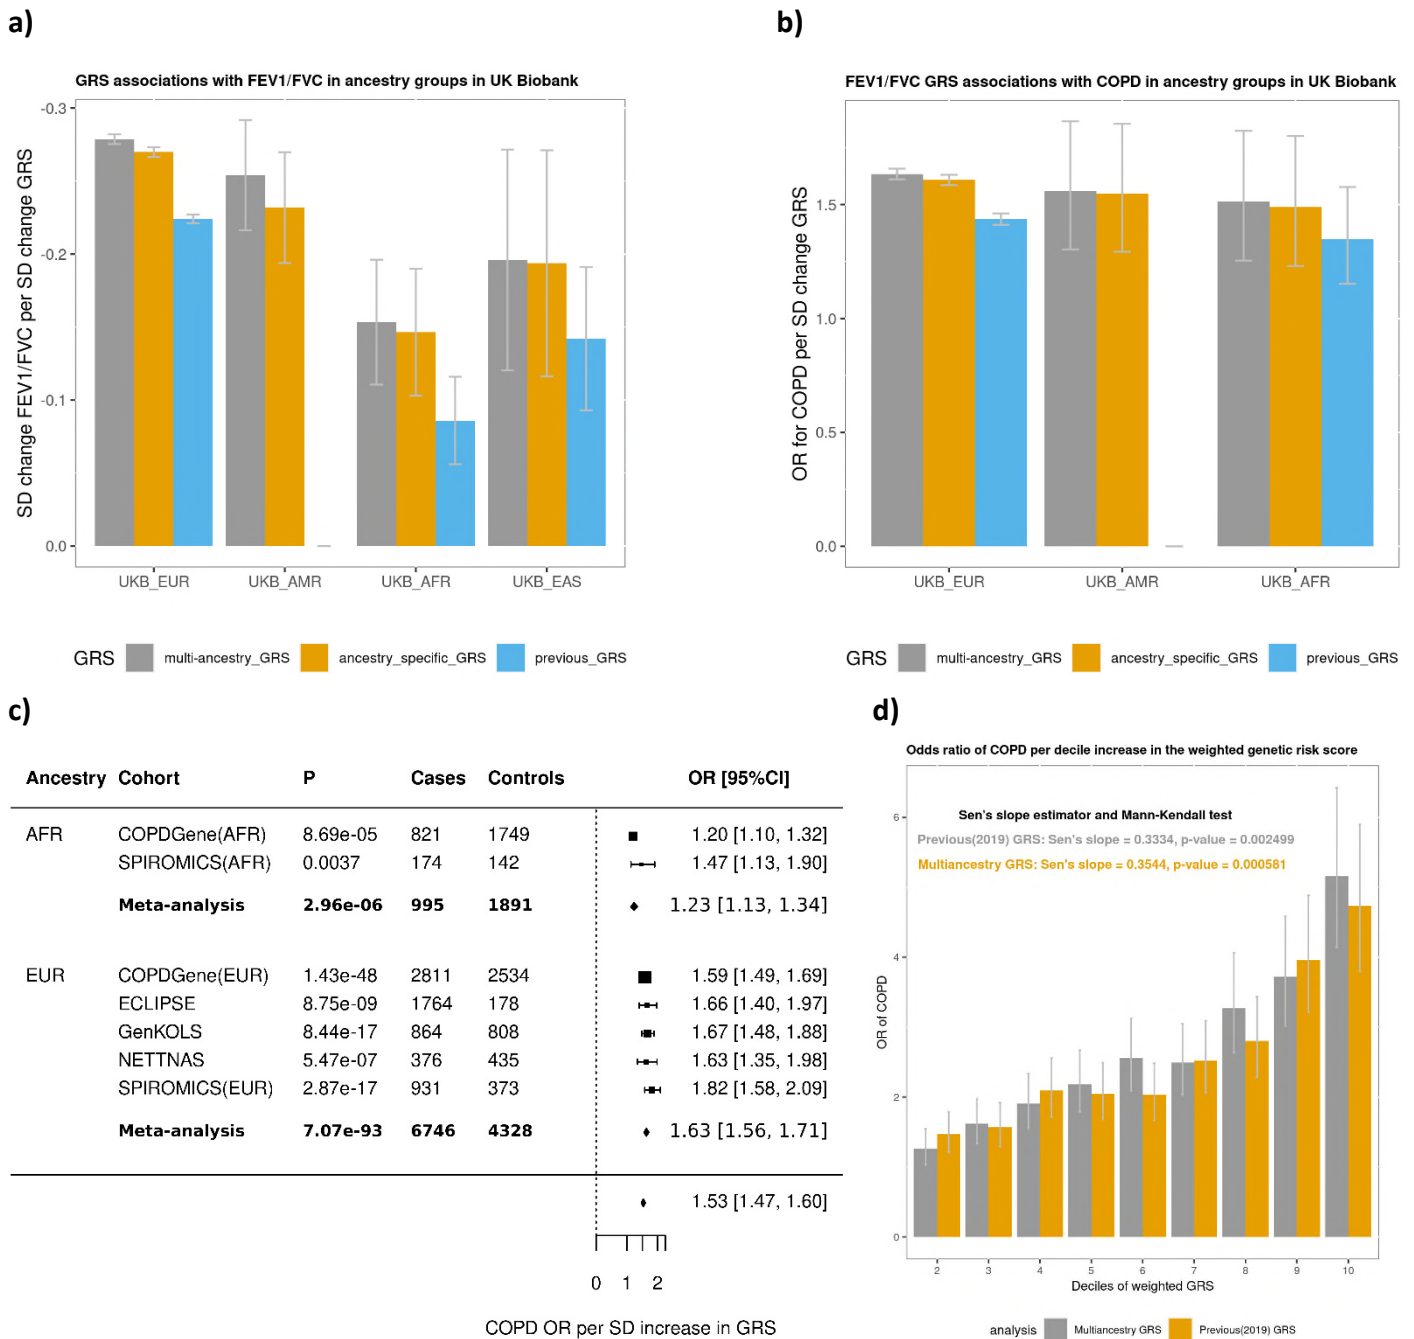 a)
GRS associations with FEV1/FVC in ancestry groups in UK Biobank
SD change FEV1/FVC per SD change GRS
-0.3
-0.2
-0.1
0.0
UKB_EUR UKB_AMR UKB_AFR UKB_EAS
GRS multi-ancestry_GRS ancestry_specific_GRS previous_GRS
b)
FEV1/FVC GRS associations with COPD in ancestry groups in UK Biobank
OR for COPD per SD change GRS
1.5
1.0
0.5
0.0
UKB_EUR UKB_AMR UKB_AFR
GRS multi-ancestry_GRS ancestry_specific_GRS previous_GRS
c)
Ancestry Cohort P Cases Controls OR [95%CI]
AFR COPDGene(AFR) 8.69e-05 821 1749 1.20 [1.10, 1.32]
SPIROMICS(AFR) 0.0037 174 142 1.47 [1.13, 1.90]
Meta-analysis 2.96e-06 995 1891 1.23 [1.13, 1.34]
EUR COPDGene(EUR) 1.43e-48 2811 2534 1.59 [1.49, 1.69]
ECLIPSE 8.75e-09 1764 178 1.66 [1.40, 1.97]
GenKOLS 8.44e-17 864 808 1.67 [1.48, 1.88]
NETTNAS 5.47e-07 376 435 1.63 [1.35, 1.98]
SPIROMICS(EUR) 2.87e-17 931 373 1.82 [1.58, 2.09]
Meta-analysis 7.07e-93 6746 4328 1.63 [1.56, 1.71]
1.53 [1.47, 1.60]
0 1 2
COPD OR per SD increase in GRS
d)
Odds ratio of COPD per decile increase in the weighted genetic risk score
Sen's slope estimator and Mann-Kendall test
Previous(2019) GRS: Sen's slope = 0.3334, p-value = 0.002499
Multiancestry GRS: Sen's slope = 0.3544, p-value = 0.000581
OR of COPD
6
4
2
0
2 3 4 5 6 7 8 9 10
Deciles of weighted GRS
analysis Multiancestry GRS Previous(2019) GRS